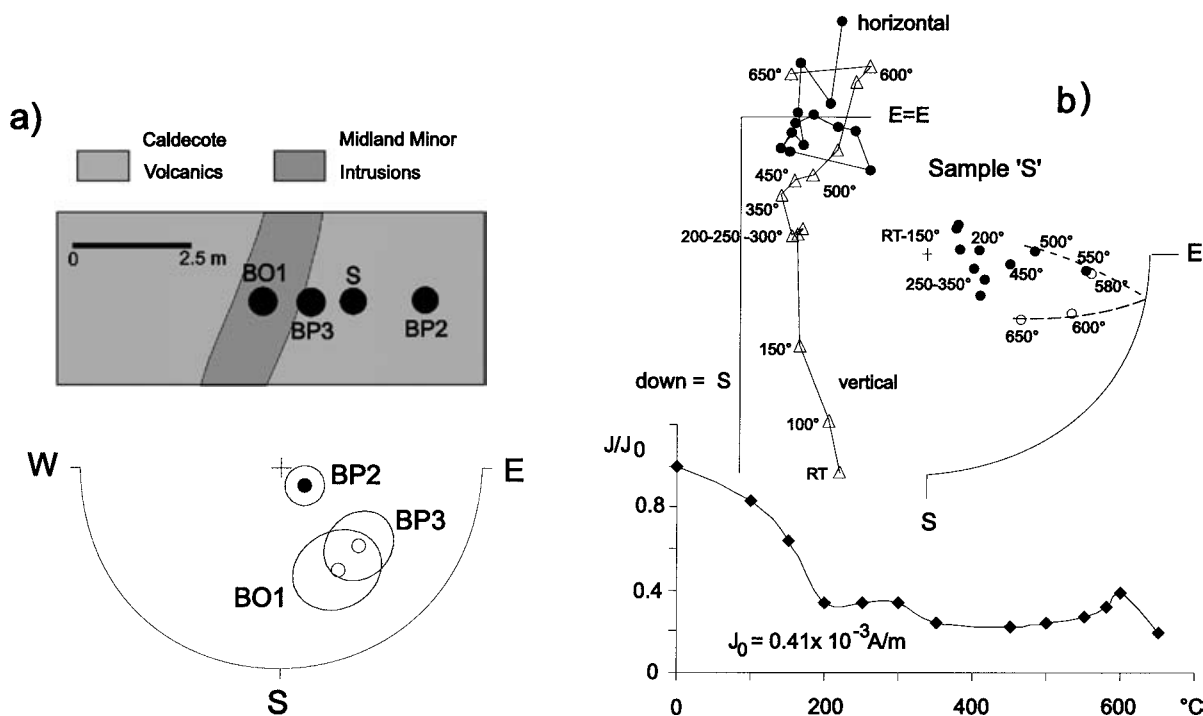 a)
Caldecote
Volcanics
Midland Minor
Intrusions
0
2.5 m
BO1
S
BP3
BP2
W
E
BP2
BP3
BO1
S
b)
horizontal
650°
600°
E=E
Sample 'S'
450°
500°
350°
200-250-300°
RT-150°
200°
500°
550°
E
450°
580°
250-350°
600°
650°
150°
down = S
vertical
100°
RT
S
J/J0
0.8
0.4
0
J0 = 0.41x 10-3A/m
0
200
400
600
°C